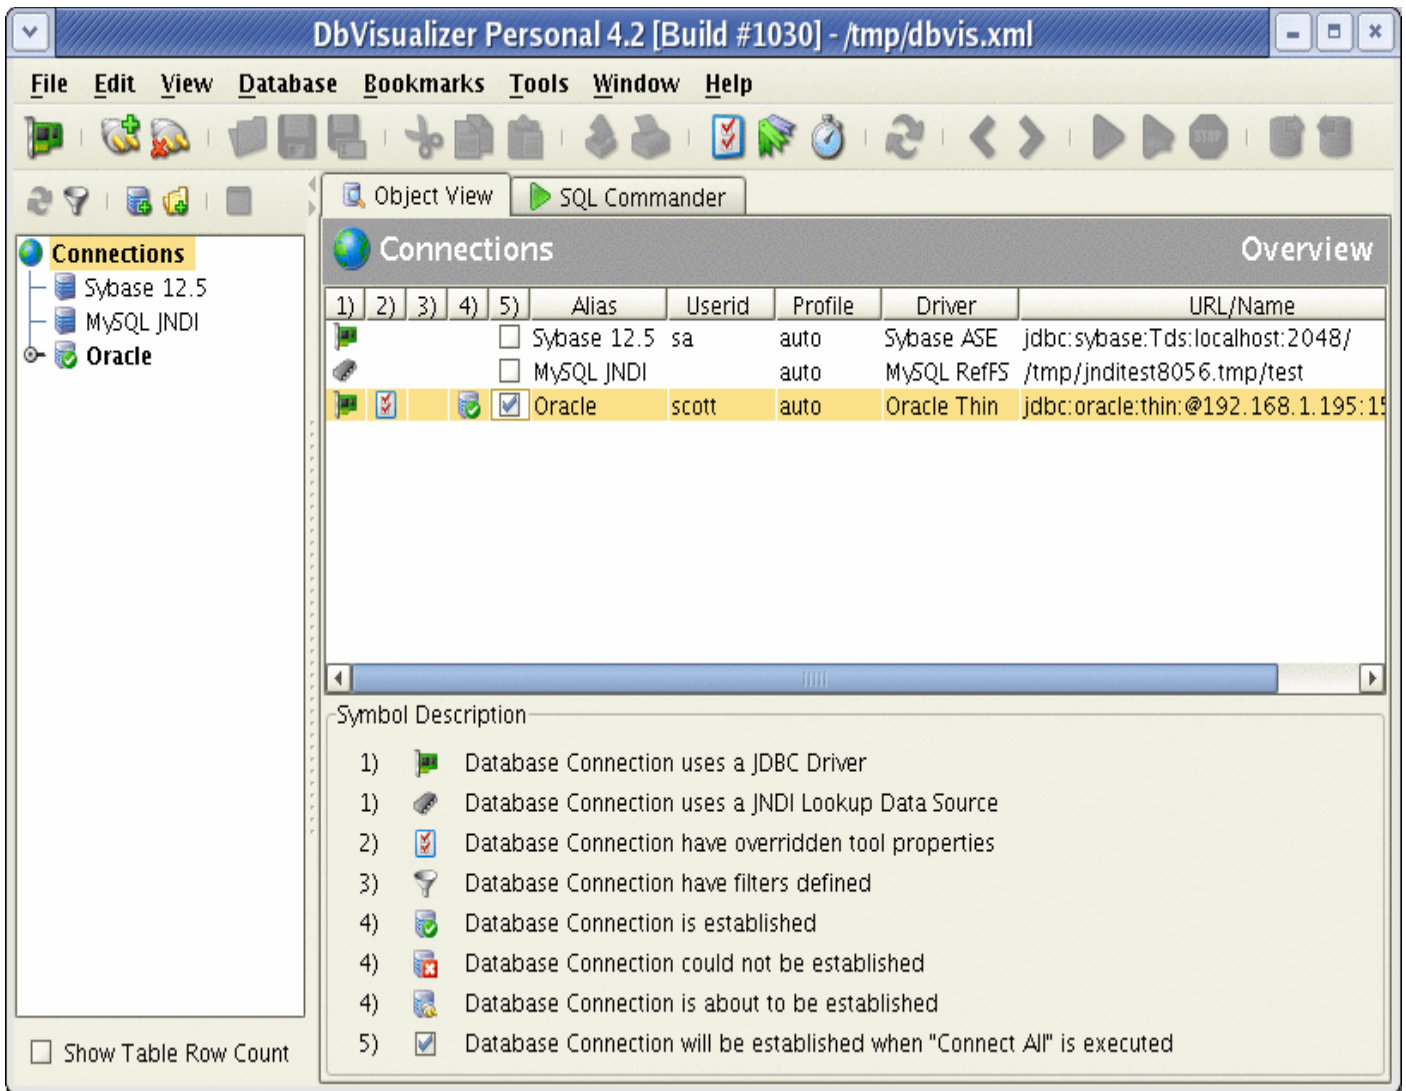 DbVisualizer Personal 4.2 [Build #1030] - /tmp/dbvis.xml
File Edit View Database Bookmarks Tools Window Help
STOP
Object View SQL Commander
Connections
Sybase 12.5
MySQL JNDI
Oracle
Show Table Row Count
Connections Overview
1) 2) 3) 4) 5) Alias Userid Profile Driver URL/Name
Sybase 12.5 sa auto Sybase ASE jdbc:sybase:Tds:localhost:2048/
MySQL JNDI auto MySQL RefFS /tmp/jnditest8056.tmp/test
Oracle scott auto Oracle Thin jdbc:oracle:thin:@192.168.1.195:15
Symbol Description
1) Database Connection uses a JDBC Driver
1) Database Connection uses a JNDI Lookup Data Source
2) Database Connection have overridden tool properties
3) Database Connection have filters defined
4) Database Connection is established
4) Database Connection could not be established
4) Database Connection is about to be established
5) Database Connection will be established when "Connect All" is executed